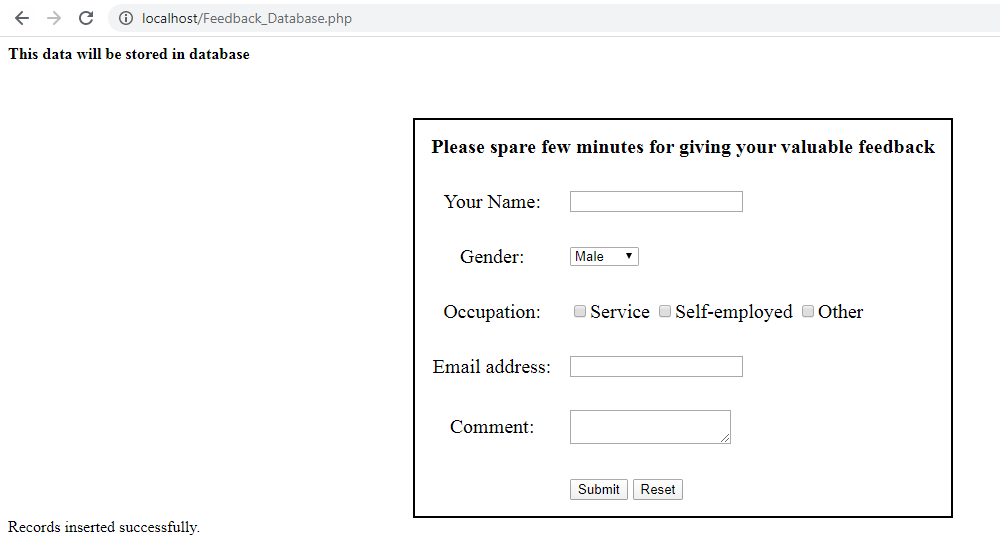 localhost/Feedback_Database.php
This data will be stored in database
Please spare few minutes for giving your valuable feedback
Your Name:
Gender: Male
Occupation: Service Self-employed Other
Email address:
Comment:
Submit Reset
Records inserted successfully.